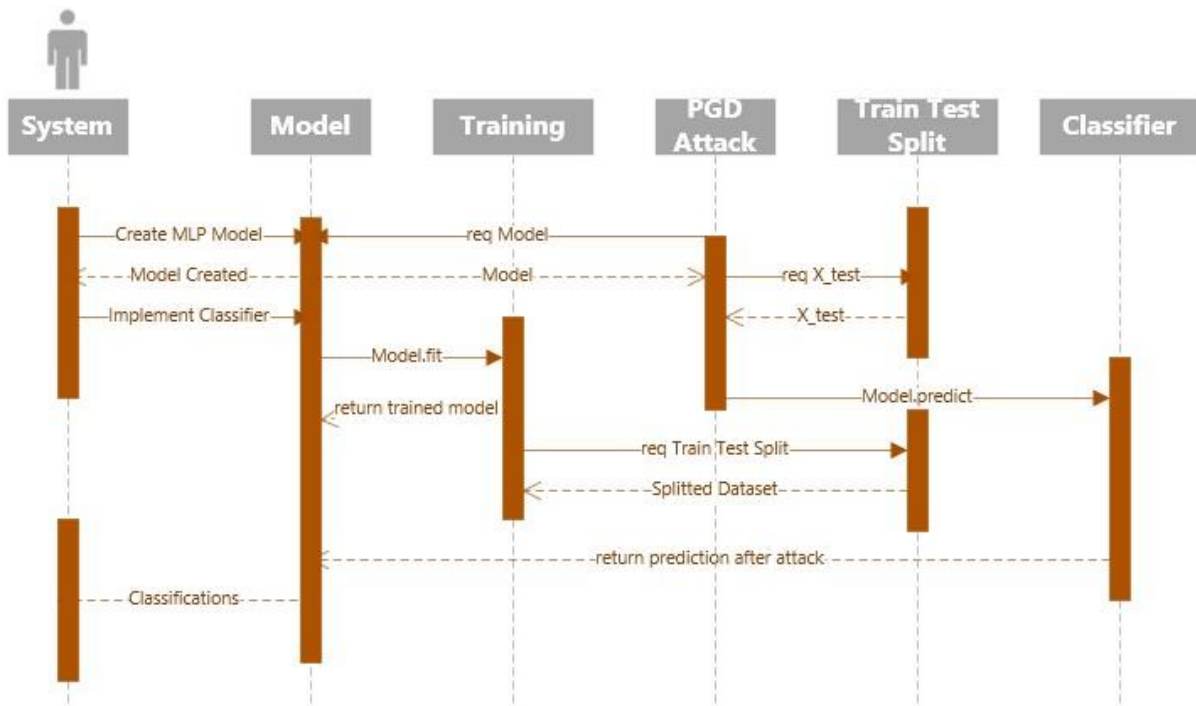 System
Model
Training
PGD
Attack
Train Test
Split
Classifier
Create MLP Model
req Model
Model Created
Model
req X_test
Implement Classifier
X_test
Model.fit
Model.predict
return trained model
req Train Test Split
Splitted Dataset
return prediction after attack
Classifications